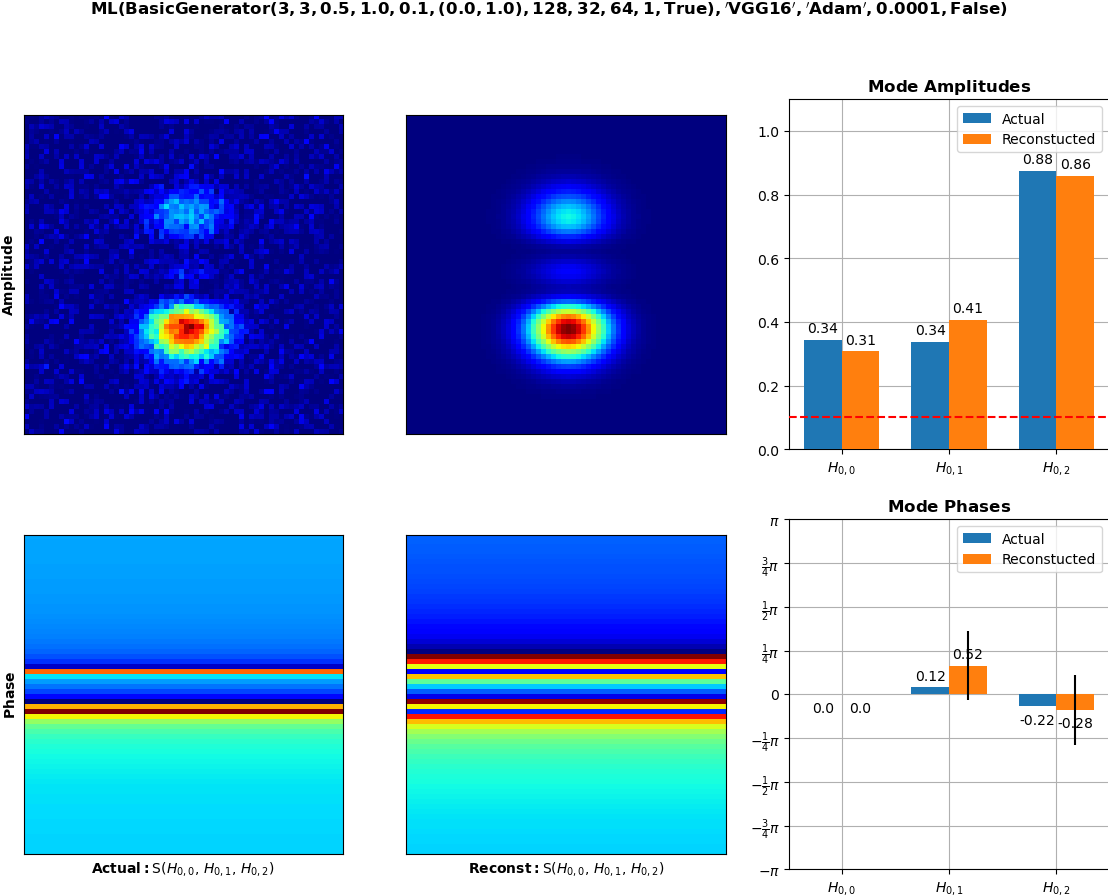 ML(BasicGenerator(3, 3, 0.5, 1.0, 0.1, (0.0, 1.0), 128, 32, 64, 1, True), ′VGG16′, ′Adam′, 0.0001, False)
Amplitude
Mode Amplitudes
Actual
Reconstucted
1.0
0.8
0.6
0.4
0.2
0.0
0.34
0.31
0.34
0.41
0.88
0.86
H0,0
H0,1
H0,2
Phase
Actual: S(H0,0, H0,1, H0,2)
Reconst: S(H0,0, H0,1, H0,2)
Mode Phases
Actual
Reconstucted
π
3/4π
1/2π
1/4π
0
−1/4π
−1/2π
−3/4π
−π
0.0
0.0
0.12
0.52
-0.22
-0.28
H0,0
H0,1
H0,2